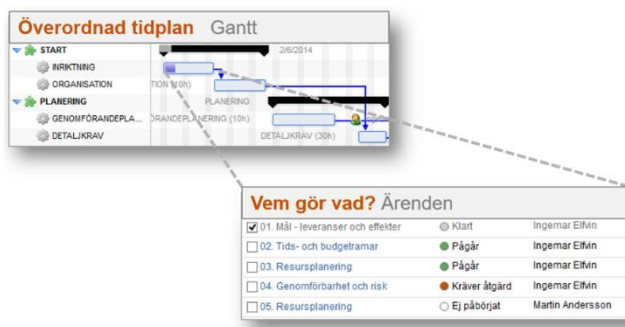 Överordnad tidplan Gantt
START 2/6/2014
INRIKTNING
ORGANISATION TION (10h)
PLANERING PLANERING
GENOMFÖRANDEPLA... ÖRANDEPLANERING (10h)
DETALJKRAV DETALJKRAV (30h)
Vem gör vad? Ärenden
01. Mål - leveranser och effekter Klart Ingemar Elfvin
02. Tids- och budgetramar Pågår Ingemar Elfvin
03. Resursplanering Pågår Ingemar Elfvin
04. Genomförbarhet och risk Kräver åtgärd Ingemar Elfvin
05. Resursplanering Ej påbörjat Martin Andersson